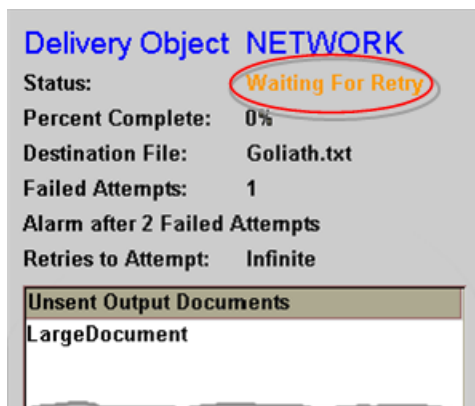 Delivery Object NETWORK
Status: Waiting For Retry
Percent Complete: 0%
Destination File: Goliath.txt
Failed Attempts: 1
Alarm after 2 Failed Attempts
Retries to Attempt: Infinite
Unsent Output Documents
LargeDocument